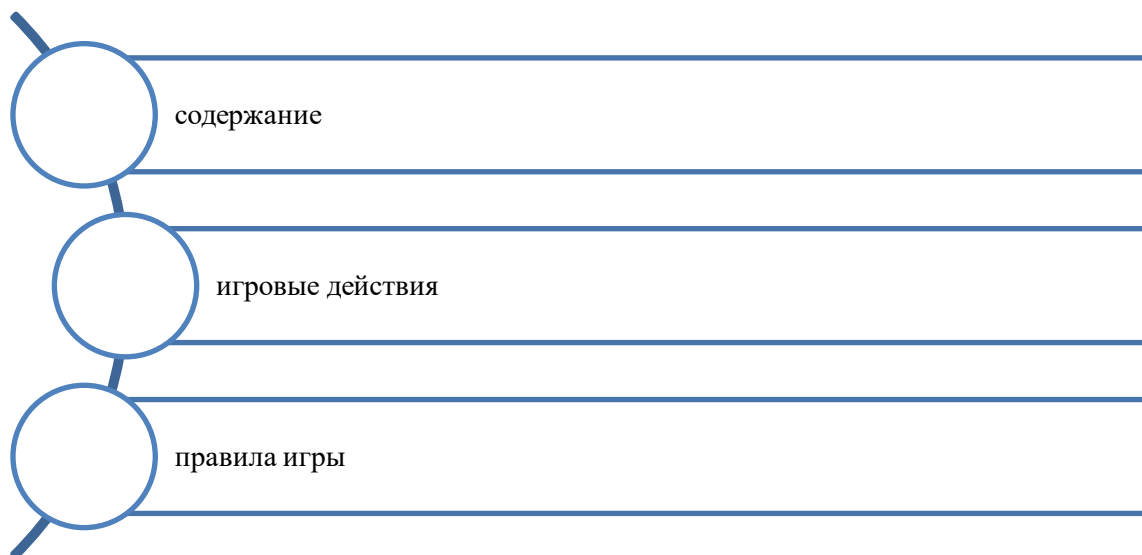 содержание
игровые действия
правила игры